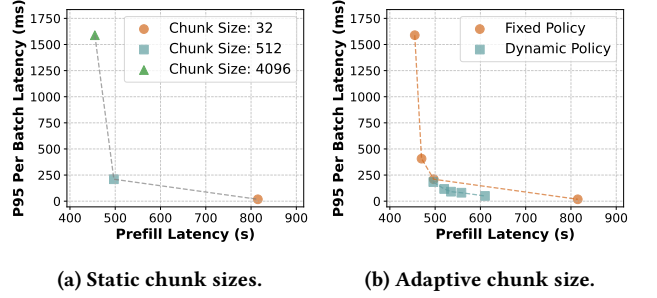 P95 Per Batch Latency (ms)
1750
1500
1250
1000
750
500
250
0
Chunk Size: 32
Chunk Size: 512
Chunk Size: 4096
400 500 600 700 800 900
Prefill Latency (s)
(a) Static chunk sizes.
P95 Per Batch Latency (ms)
1750
1500
1250
1000
750
500
250
0
Fixed Policy
Dynamic Policy
400 500 600 700 800 900
Prefill Latency (s)
(b) Adaptive chunk size.